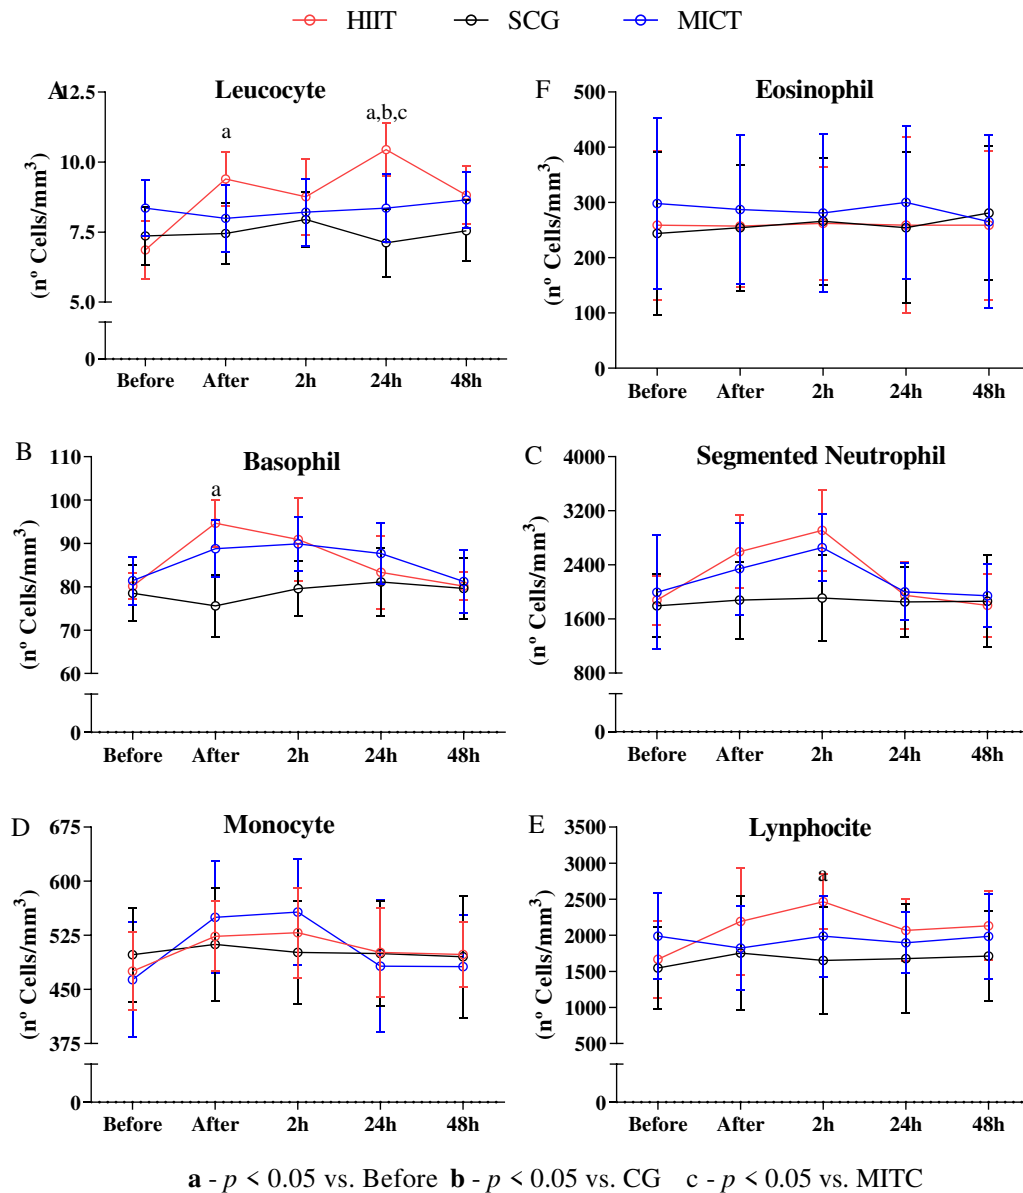 HIIT SCG MICT
A
Leucocyte
(nº Cells/mm³)
12.5
10.0
7.5
5.0
0
a
a,b,c
Before After 2h 24h 48h
F
Eosinophil
(nº Cells/mm³)
500
400
300
200
100
0
Before After 2h 24h 48h
B
Basophil
(nº Cells/mm³)
110
100
90
80
70
60
0
a
Before After 2h 24h 48h
C
Segmented Neutrophil
(nº Cells/mm³)
4000
3200
2400
1600
800
0
Before After 2h 24h 48h
D
Monocyte
(nº Cells/mm³)
675
600
525
450
375
0
Before After 2h 24h 48h
E
Lynphocite
(nº Cells/mm³)
3500
3000
2500
2000
1500
1000
500
0
a
Before After 2h 24h 48h
a - p < 0.05 vs. Before b - p < 0.05 vs. CG c - p < 0.05 vs. MITC